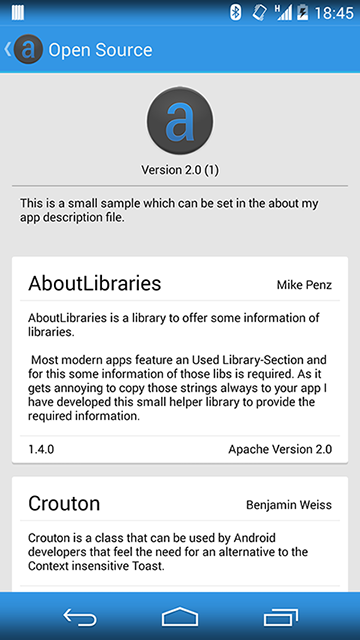 H 18:45
Open Source
a
Version 2.0 (1)
This is a small sample which can be set in the about my
app description file.
AboutLibraries Mike Penz
AboutLibraries is a library to offer some information of
libraries.
Most modern apps feature an Used Library-Section and
for this some information of those libs is required. As it
gets annoying to copy those strings always to your app I
have developed this small helper library to provide the
required information.
1.4.0 Apache Version 2.0
Crouton Benjamin Weiss
Crouton is a class that can be used by Android
developers that feel the need for an alternative to the
Context insensitive Toast.